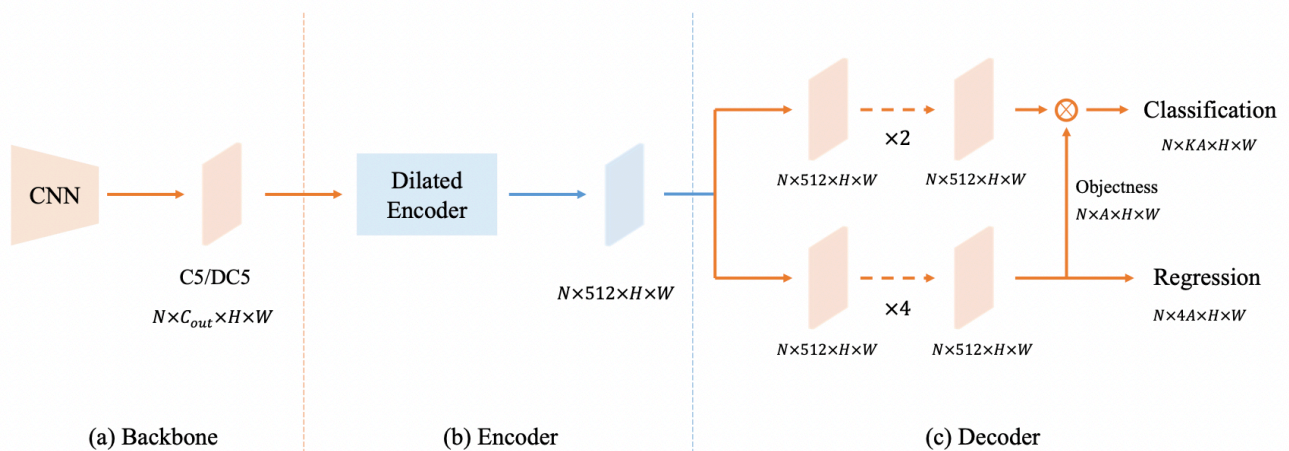 CNN
C5/DC5
N×C_out×H×W
(a) Backbone
Dilated
Encoder
N×512×H×W
(b) Encoder
×2
N×512×H×W
N×512×H×W
⊗
Classification
N×KA×H×W
Objectness
N×A×H×W
×4
N×512×H×W
N×512×H×W
Regression
N×4A×H×W
(c) Decoder